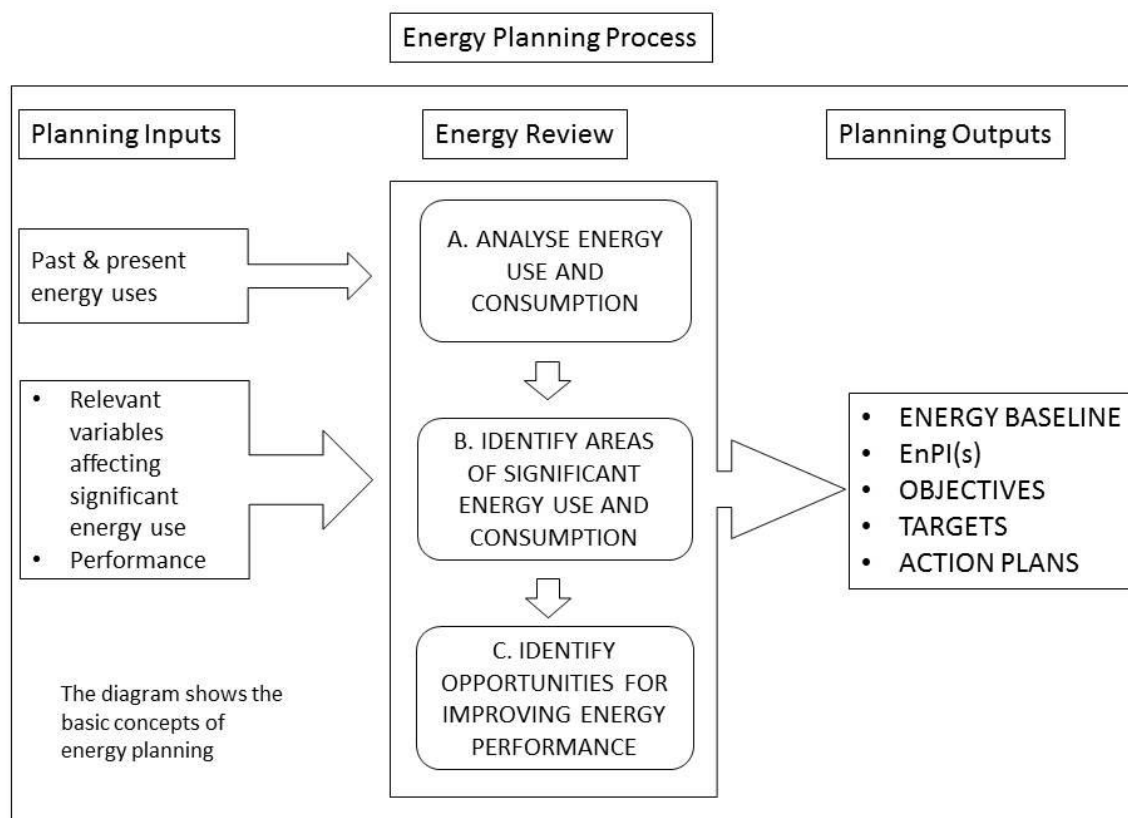 Energy Planning Process
Planning Inputs
Energy Review
Planning Outputs
Past & present
energy uses
• Relevant
variables
affecting
significant
energy use
• Performance
The diagram shows the
basic concepts of
energy planning
A. ANALYSE ENERGY
USE AND
CONSUMPTION
B. IDENTIFY AREAS
OF SIGNIFICANT
ENERGY USE AND
CONSUMPTION
C. IDENTIFY
OPPORTUNITIES FOR
IMPROVING ENERGY
PERFORMANCE
• ENERGY BASELINE
• EnPI(s)
• OBJECTIVES
• TARGETS
• ACTION PLANS